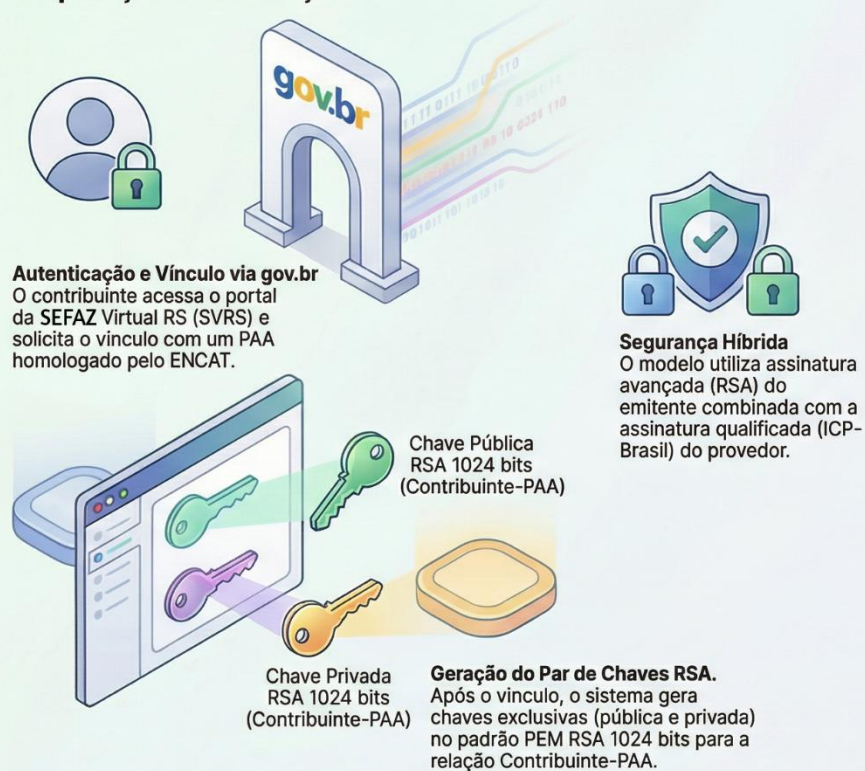 gov.br
Autenticação e Vínculo via gov.br
O contribuinte acessa o portal
da SEFAZ Virtual RS (SVRS) e
solicita o vinculo com um PAA
homologado pelo ENCAT.
Segurança Híbrida
O modelo utiliza assinatura
avançada (RSA) do
emitente combinada com a
assinatura qualificada (ICP-
Brasil) do provedor.
Chave Pública
RSA 1024 bits
(Contribuinte-PAA)
Chave Privada
RSA 1024 bits
(Contribuinte-PAA)
Geração do Par de Chaves RSA.
Após o vinculo, o sistema gera
chaves exclusivas (pública e privada)
no padrão PEM RSA 1024 bits para a
relação Contribuinte-PAA.